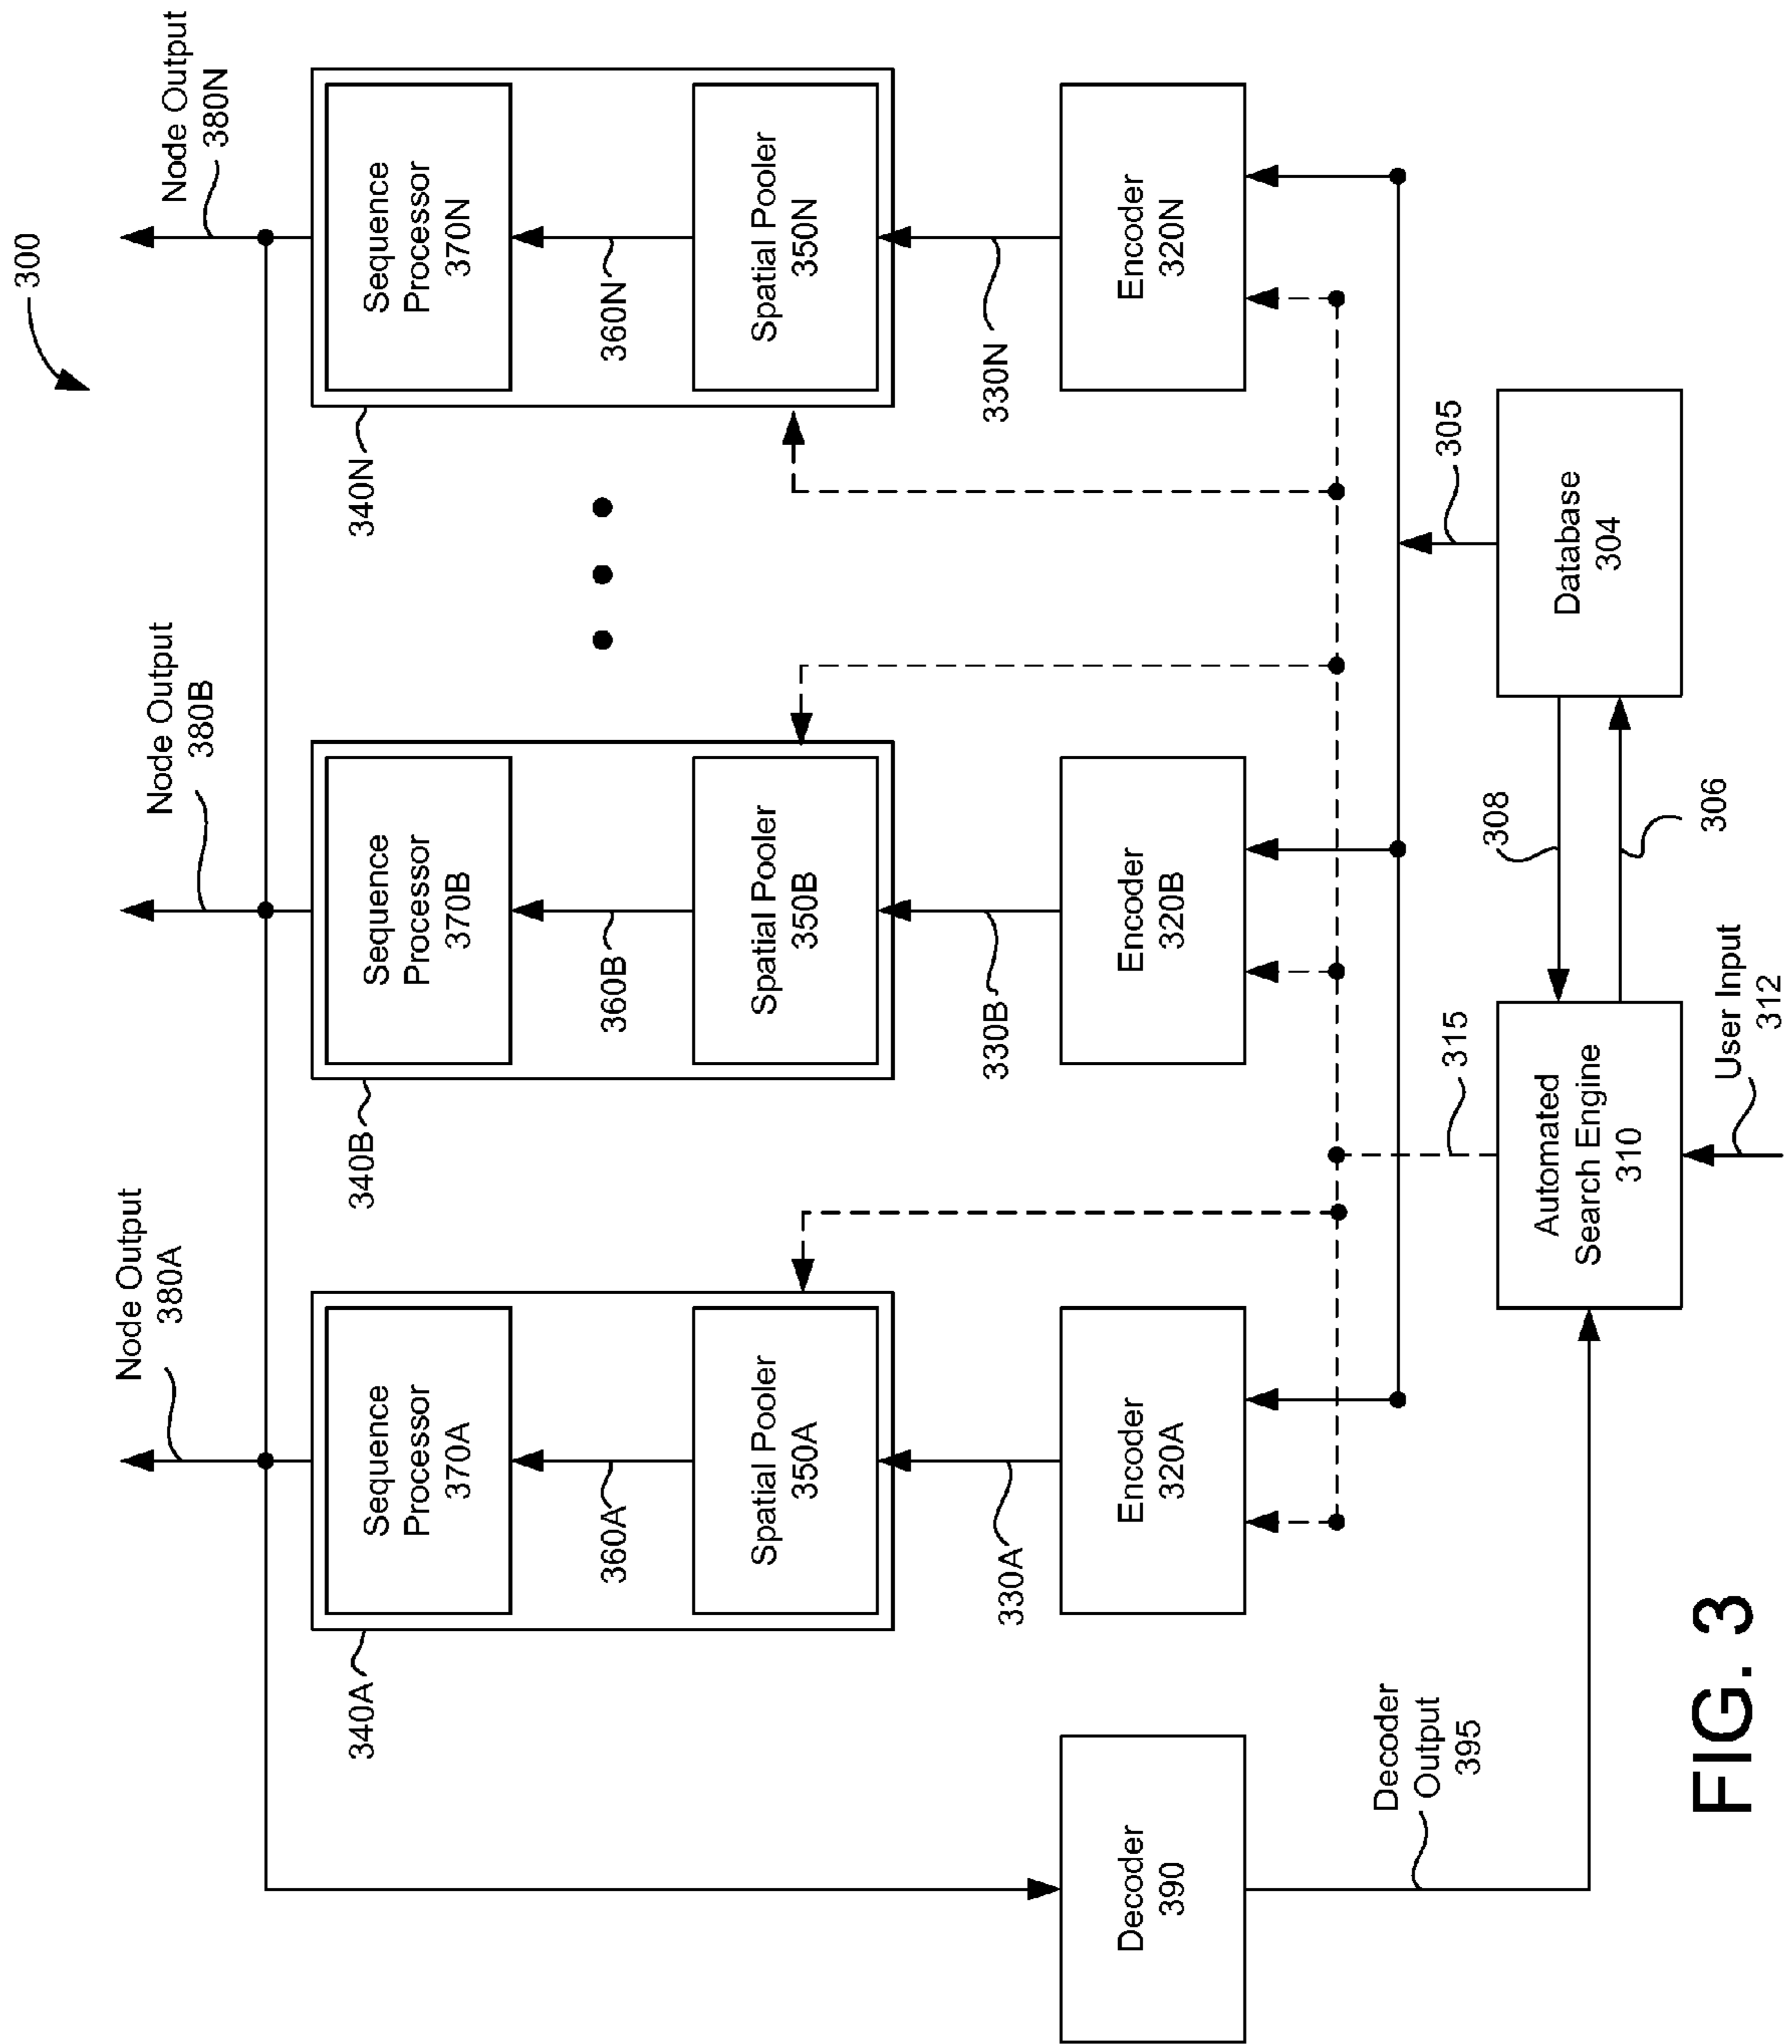 300
Node Output
380A
Node Output
380B
Node Output
380N
340A
Sequence
Processor
370A
340B
Sequence
Processor
370B
340N
Sequence
Processor
370N
360A
360B
360N
Spatial Pooler
350A
Spatial Pooler
350B
Spatial Pooler
350N
330A
330B
330N
Decoder
390
Encoder
320A
Encoder
320B
Encoder
320N
Decoder
Output
395
315
305
308
306
Automated
Search Engine
310
Database
304
User Input
312
FIG. 3